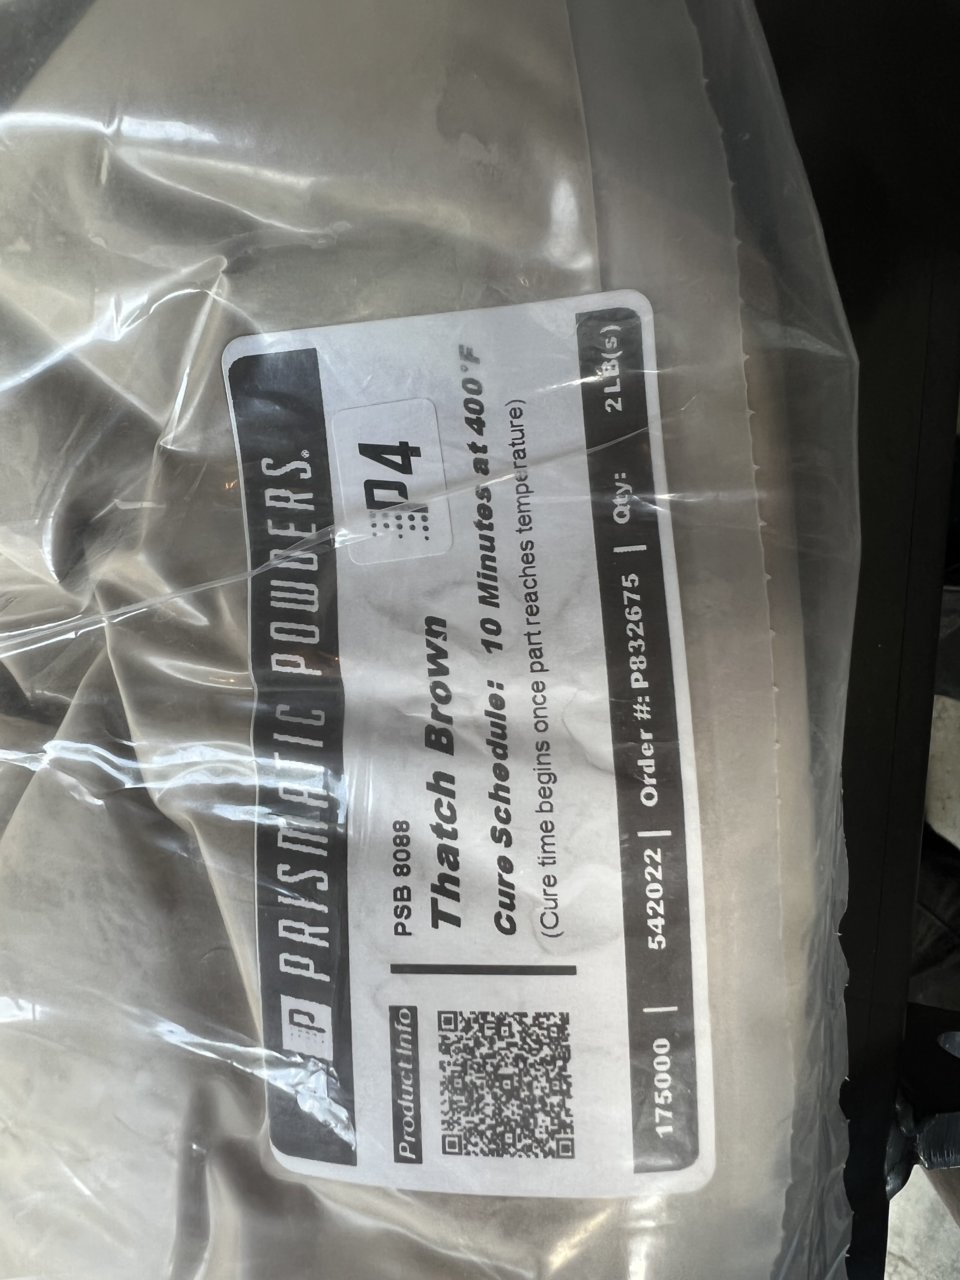 PRISMATIC POWDERS®
P4
PSB 8088
Thatch Brown
Cure Schedule: 10 Minutes at 400°F
(Cure time begins once part reaches temperature)
Product Info
175000 | 542022 | Order #: P832675 | Qty: 2 LB(s)